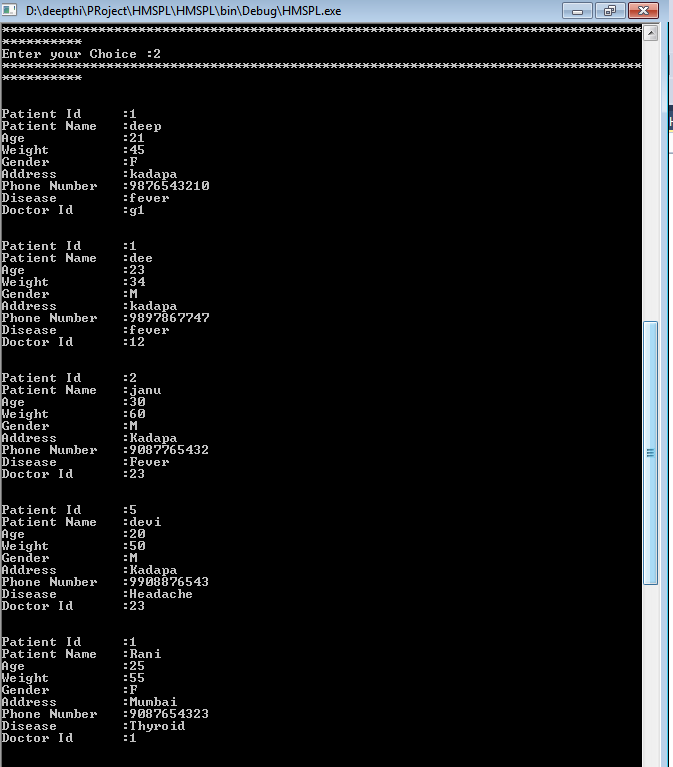 D:\deepthi\PRoject\HMSPL\HMSPL\bin\Debug\HMSPL.exe
********************************************************************************
**********
Enter your Choice :2
********************************************************************************
**********
Patient Id     :1
Patient Name   :deep
Age            :21
Weight         :45
Gender         :F
Address        :kadapa
Phone Number   :9876543210
Disease        :fever
Doctor Id      :g1
Patient Id     :1
Patient Name   :dee
Age            :23
Weight         :34
Gender         :M
Address        :kadapa
Phone Number   :9897867747
Disease        :fever
Doctor Id      :12
Patient Id     :2
Patient Name   :janu
Age            :30
Weight         :60
Gender         :M
Address        :Kadapa
Phone Number   :9087765432
Disease        :Fever
Doctor Id      :23
Patient Id     :5
Patient Name   :devi
Age            :20
Weight         :50
Gender         :M
Address        :Kadapa
Phone Number   :9908876543
Disease        :Headache
Doctor Id      :23
Patient Id     :1
Patient Name   :Rani
Age            :25
Weight         :55
Gender         :F
Address        :Mumbai
Phone Number   :9087654323
Disease        :Thyroid
Doctor Id      :1